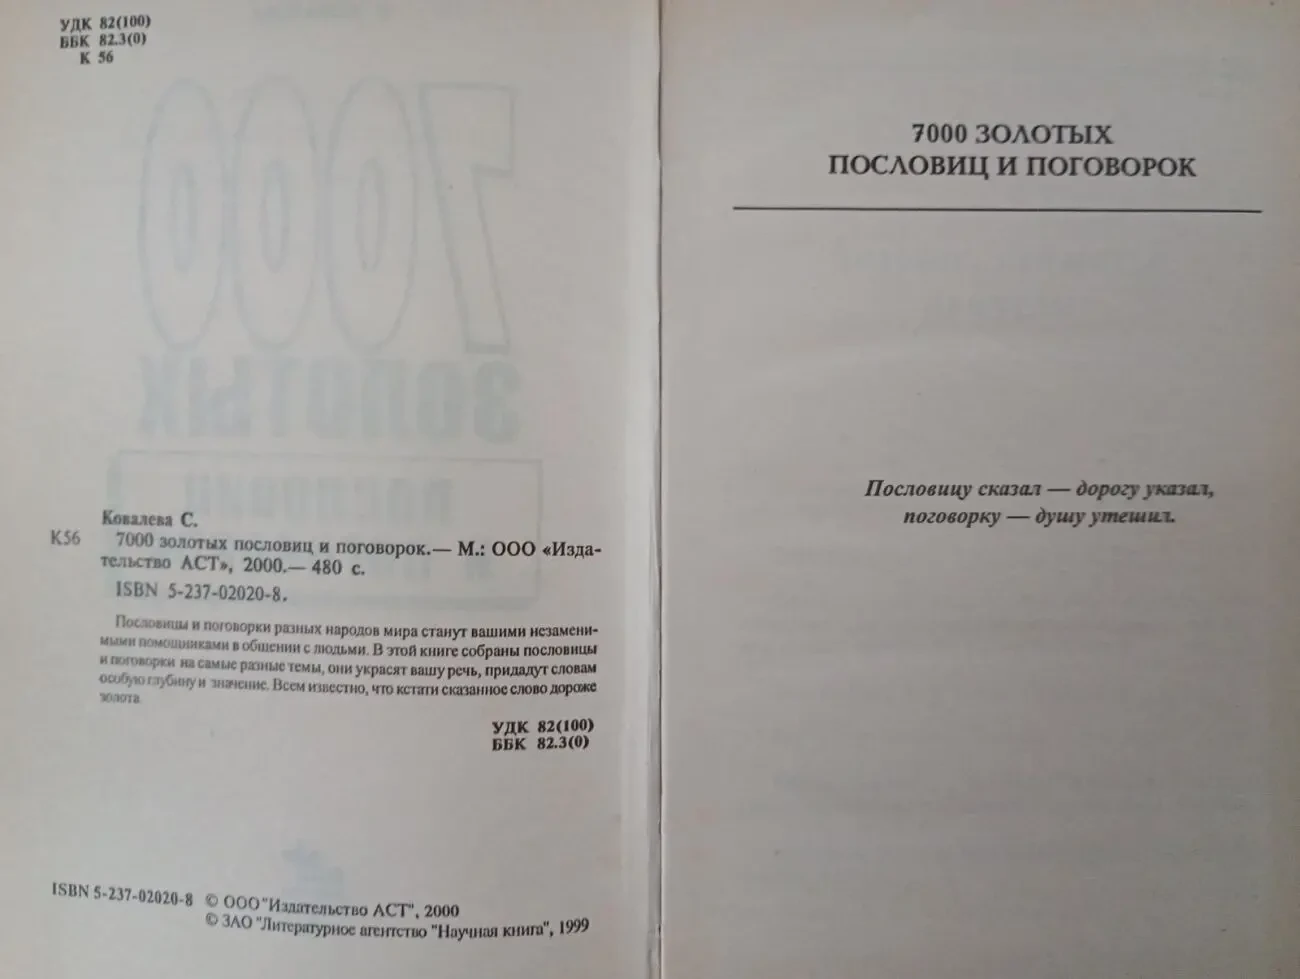 УДК 82(100)
ББК 82.3(0)
К 56
Ковалева С.
К56 7000 золотых пословиц и поговорок.— М.: ООО «Изда-
тельство АСТ», 2000.— 480 с.
ISBN 5-237-02020-8.
Пословицы и поговорки разных народов мира станут вашими незамени-
мыми помощниками в общении с людьми. В этой книге собраны пословицы
и поговорки на самые разные темы, они украсят вашу речь, придадут словам
особую глубину и значение. Всем известно, что кстати сказанное слово дороже
золота.
УДК 82(100)
ББК 82.3(0)
ISBN 5-237-02020-8 © ООО "Издательство АСТ", 2000
© ЗАО "Литературное агентство "Научная книга", 1999
7000 ЗОЛОТЫХ
ПОСЛОВИЦ И ПОГОВОРОК
Пословицу сказал — дорогу указал,
поговорку — душу утешил.